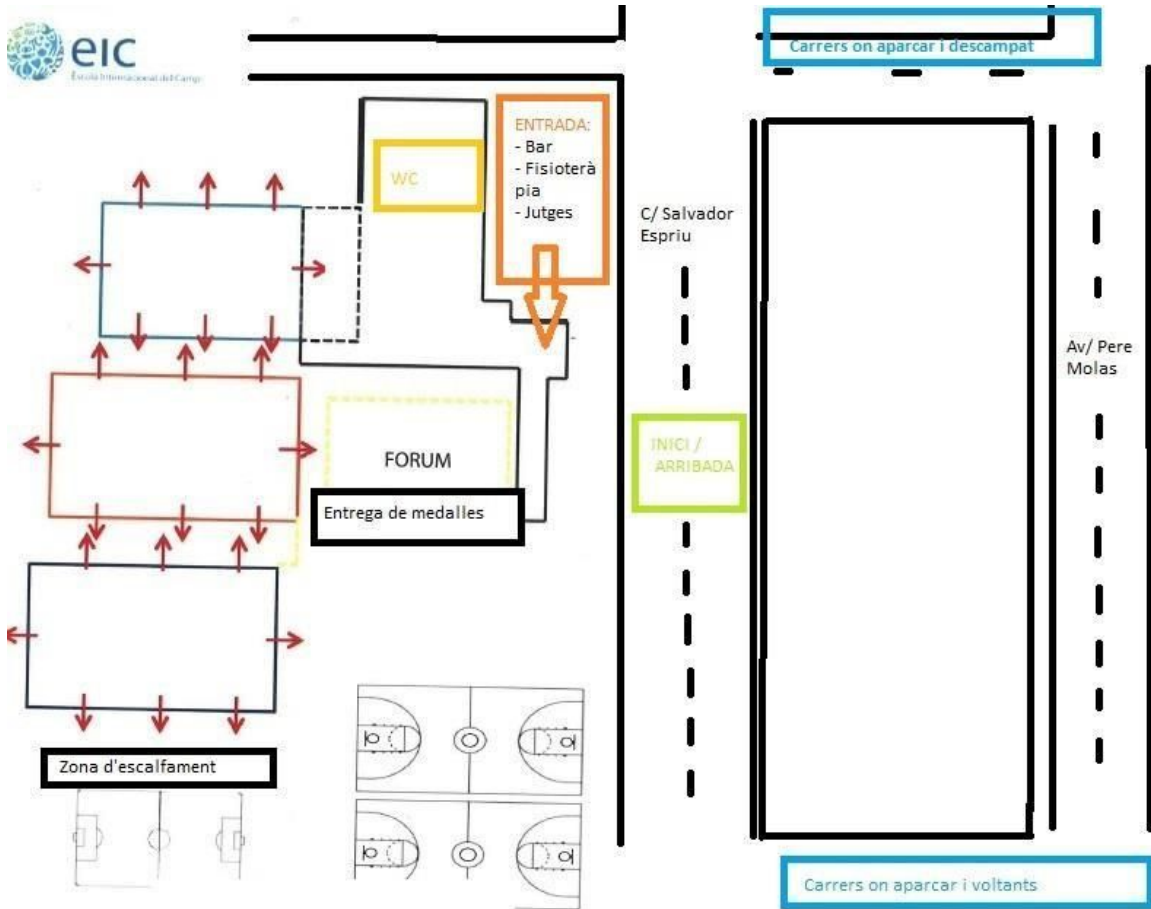 eic
Escola Internacional del Camp
Carrers on aparcar i descampat
ENTRADA:
- Bar
- Fisioterà
pia
- Jutges
WC
C/ Salvador
Espriu
Av/ Pere
Molas
INICI /
ARRIBADA
FORUM
Entrega de medalles
Zona d'escalfament
Carrers on aparcar i voltants